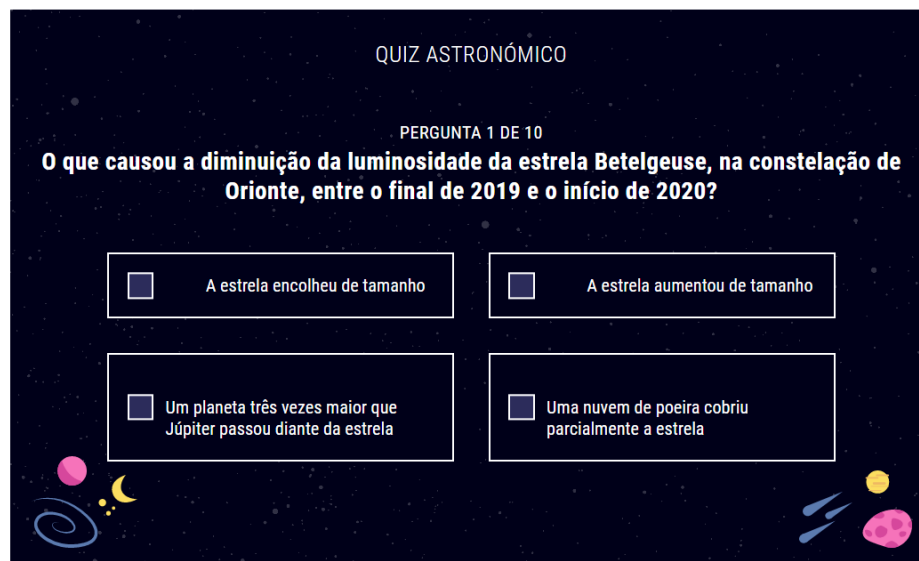 QUIZ ASTRONÓMICO
PERGUNTA 1 DE 10
O que causou a diminuição da luminosidade da estrela Betelgeuse, na constelação de
Orionte, entre o final de 2019 e o início de 2020?
A estrela encolheu de tamanho
A estrela aumentou de tamanho
Um planeta três vezes maior que
Júpiter passou diante da estrela
Uma nuvem de poeira cobriu
parcialmente a estrela